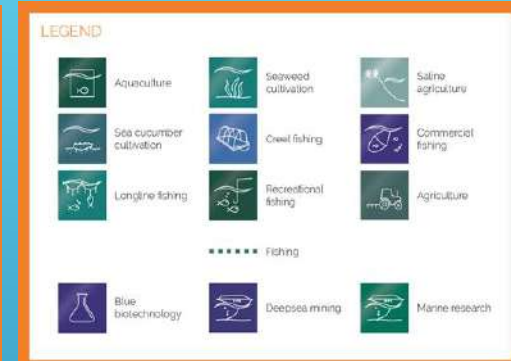 LEGEND
Aquaculture
Seaweed
cultivation
Saline
agriculture
Sea cucumber
cultivation
Creel fishing
Commercial
fishing
Longline fishing
Recreational
fishing
Agriculture
Fishing
Blue
biotechnology
Deepsea mining
Marine research